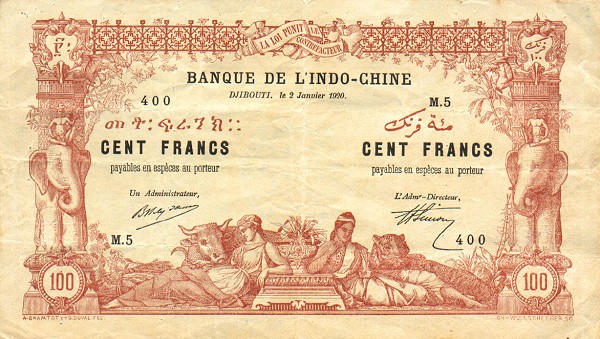 LA LOI PUNIT LE
CONTREFACTEUR
BANQUE DE L'INDO-CHINE
DJIBOUTI, le 2 Janvier 1920.
400
M.5
መቶ፡ፍራንክ፡፡
مئة فرنك
CENT FRANCS
CENT FRANCS
payables en espèces au porteur
payables en espèces au porteur
Un Administrateur,
L'Admr-Directeur,
M.5
400
100
100